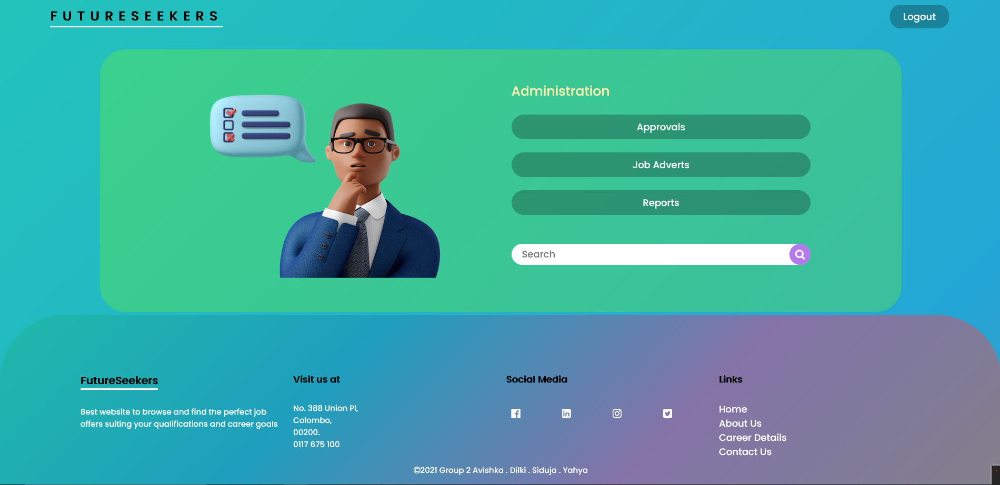 FUTURESEEKERS
Logout
Administration
Approvals
Job Adverts
Reports
Search
FutureSeekers
Best website to browse and find the perfect job
offers suiting your qualifications and career goals
Visit us at
No. 388 Union Pl,
Colombo,
00200.
0117 675 100
Social Media
Links
Home
About Us
Career Details
Contact Us
©2021 Group 2 Avishka . Dilki . Siduja . Yahya